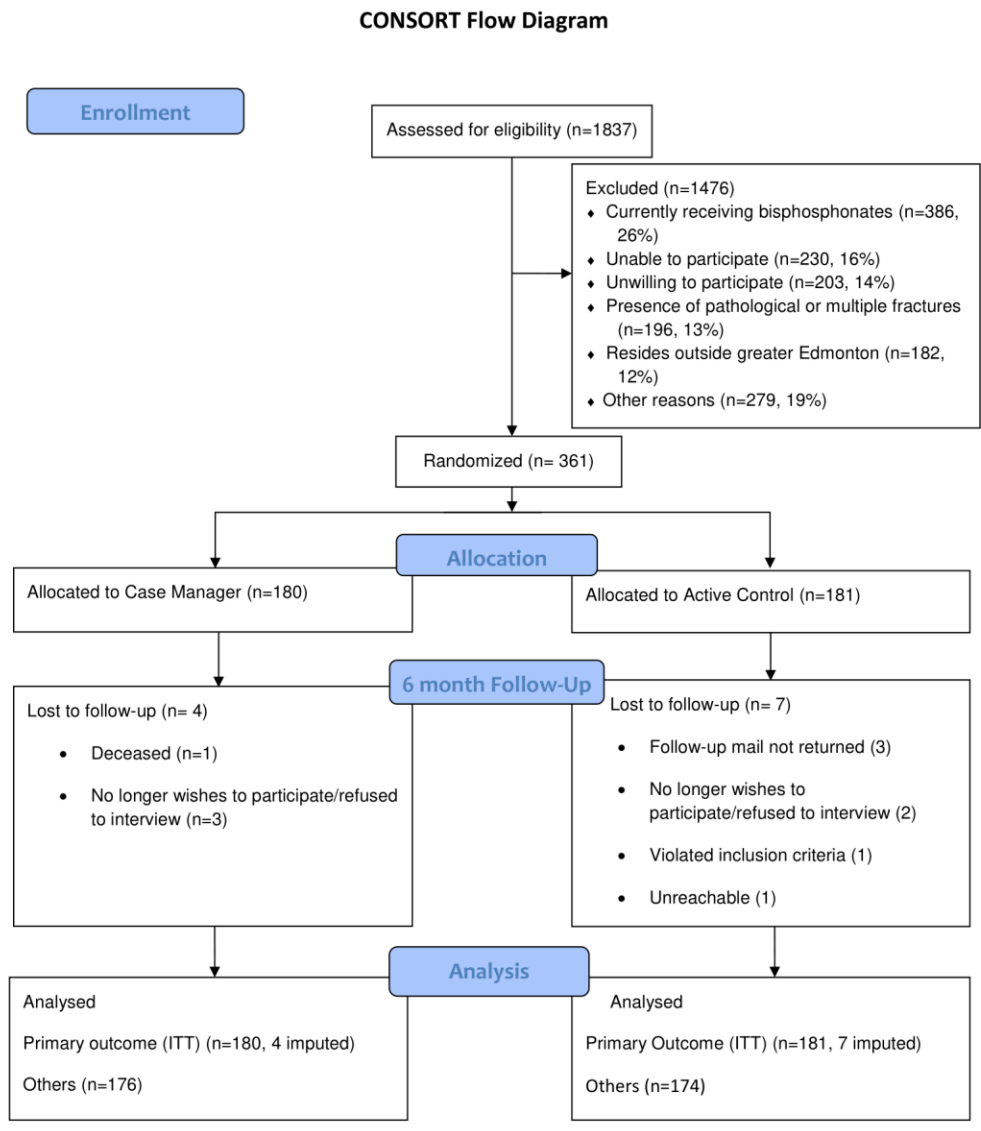 CONSORT Flow Diagram
Enrollment
Assessed for eligibility (n=1837)
Excluded (n=1476)
♦ Currently receiving bisphosphonates (n=386,
26%)
♦ Unable to participate (n=230, 16%)
♦ Unwilling to participate (n=203, 14%)
♦ Presence of pathological or multiple fractures
(n=196, 13%)
♦ Resides outside greater Edmonton (n=182,
12%)
♦ Other reasons (n=279, 19%)
Randomized (n= 361)
Allocation
Allocated to Case Manager (n=180)
Allocated to Active Control (n=181)
6 month Follow-Up
Lost to follow-up (n= 4)
• Deceased (n=1)
• No longer wishes to participate/refused
to interview (n=3)
Lost to follow-up (n= 7)
• Follow-up mail not returned (3)
• No longer wishes to
participate/refused to interview (2)
• Violated inclusion criteria (1)
• Unreachable (1)
Analysis
Analysed
Primary outcome (ITT) (n=180, 4 imputed)
Others (n=176)
Analysed
Primary Outcome (ITT) (n=181, 7 imputed)
Others (n=174)